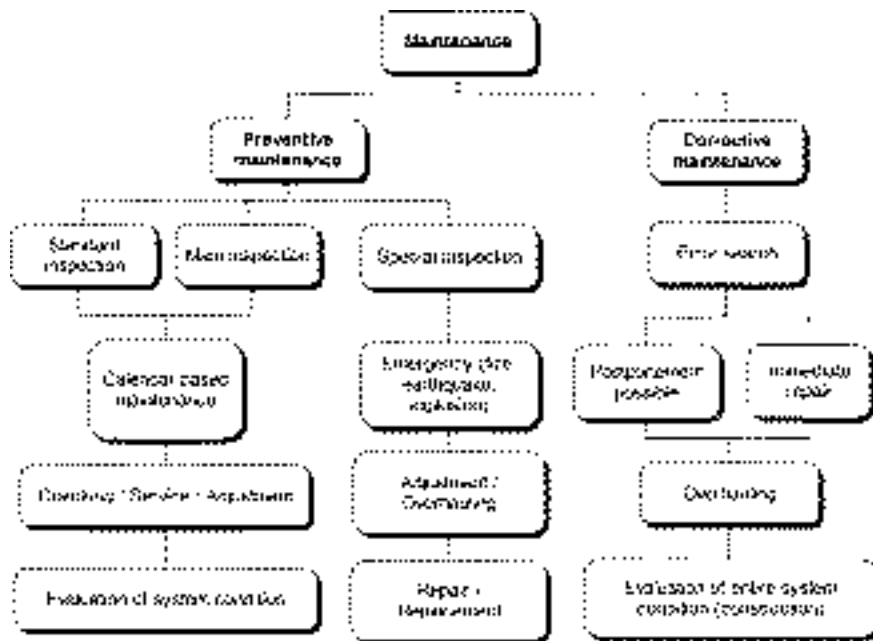 Maintenance
Preventive
maintenance
Corrective
maintenance
Standard
inspection
Main inspection
Special inspection
Error search
Calendar based
maintenance
Emergency (fire
earthquake,
explosion)
Postponement
possible
Immediate
repair
Checking / Service / Adjustment
Adjustment /
Overhauling
Overhauling
Evaluation of system condition
Repair /
Replacement
Evaluation of entire system
condition (construction)